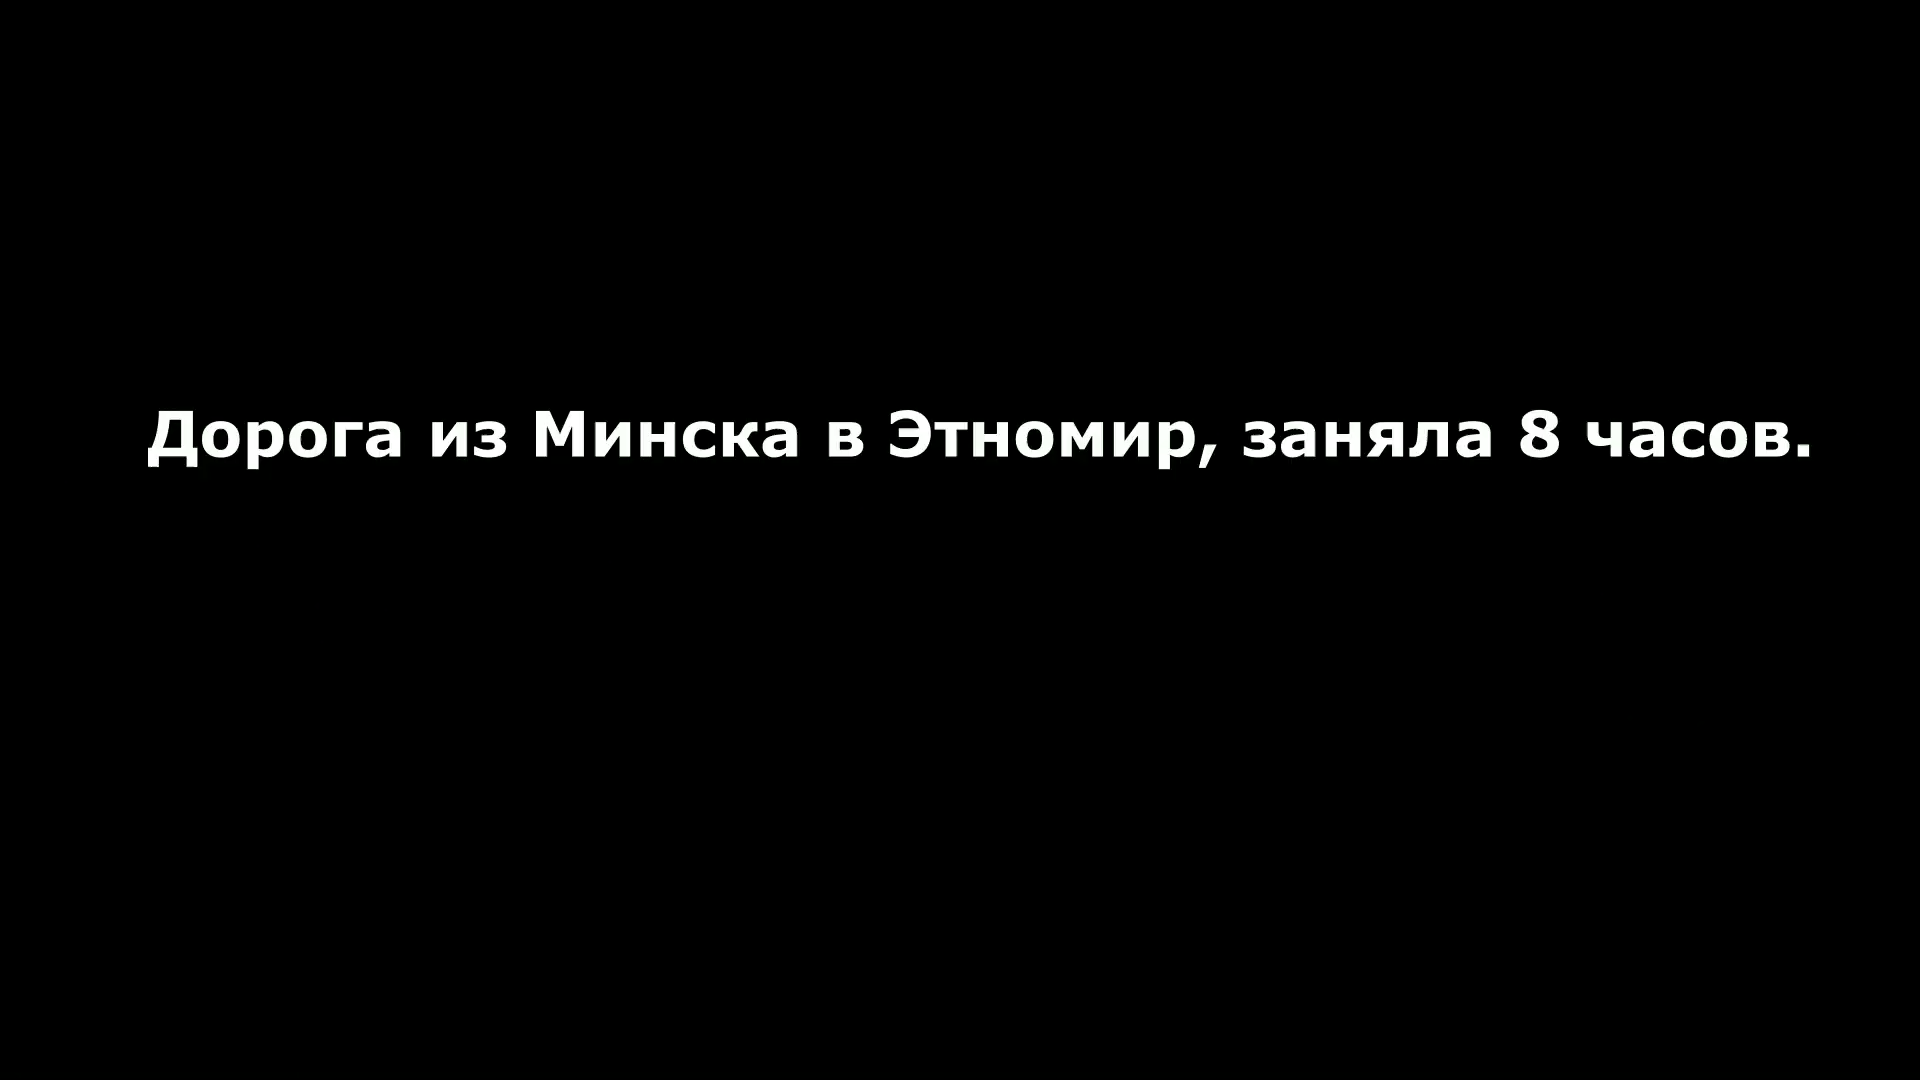 Дорога из Минска в Этномир, заняла 8 часов.